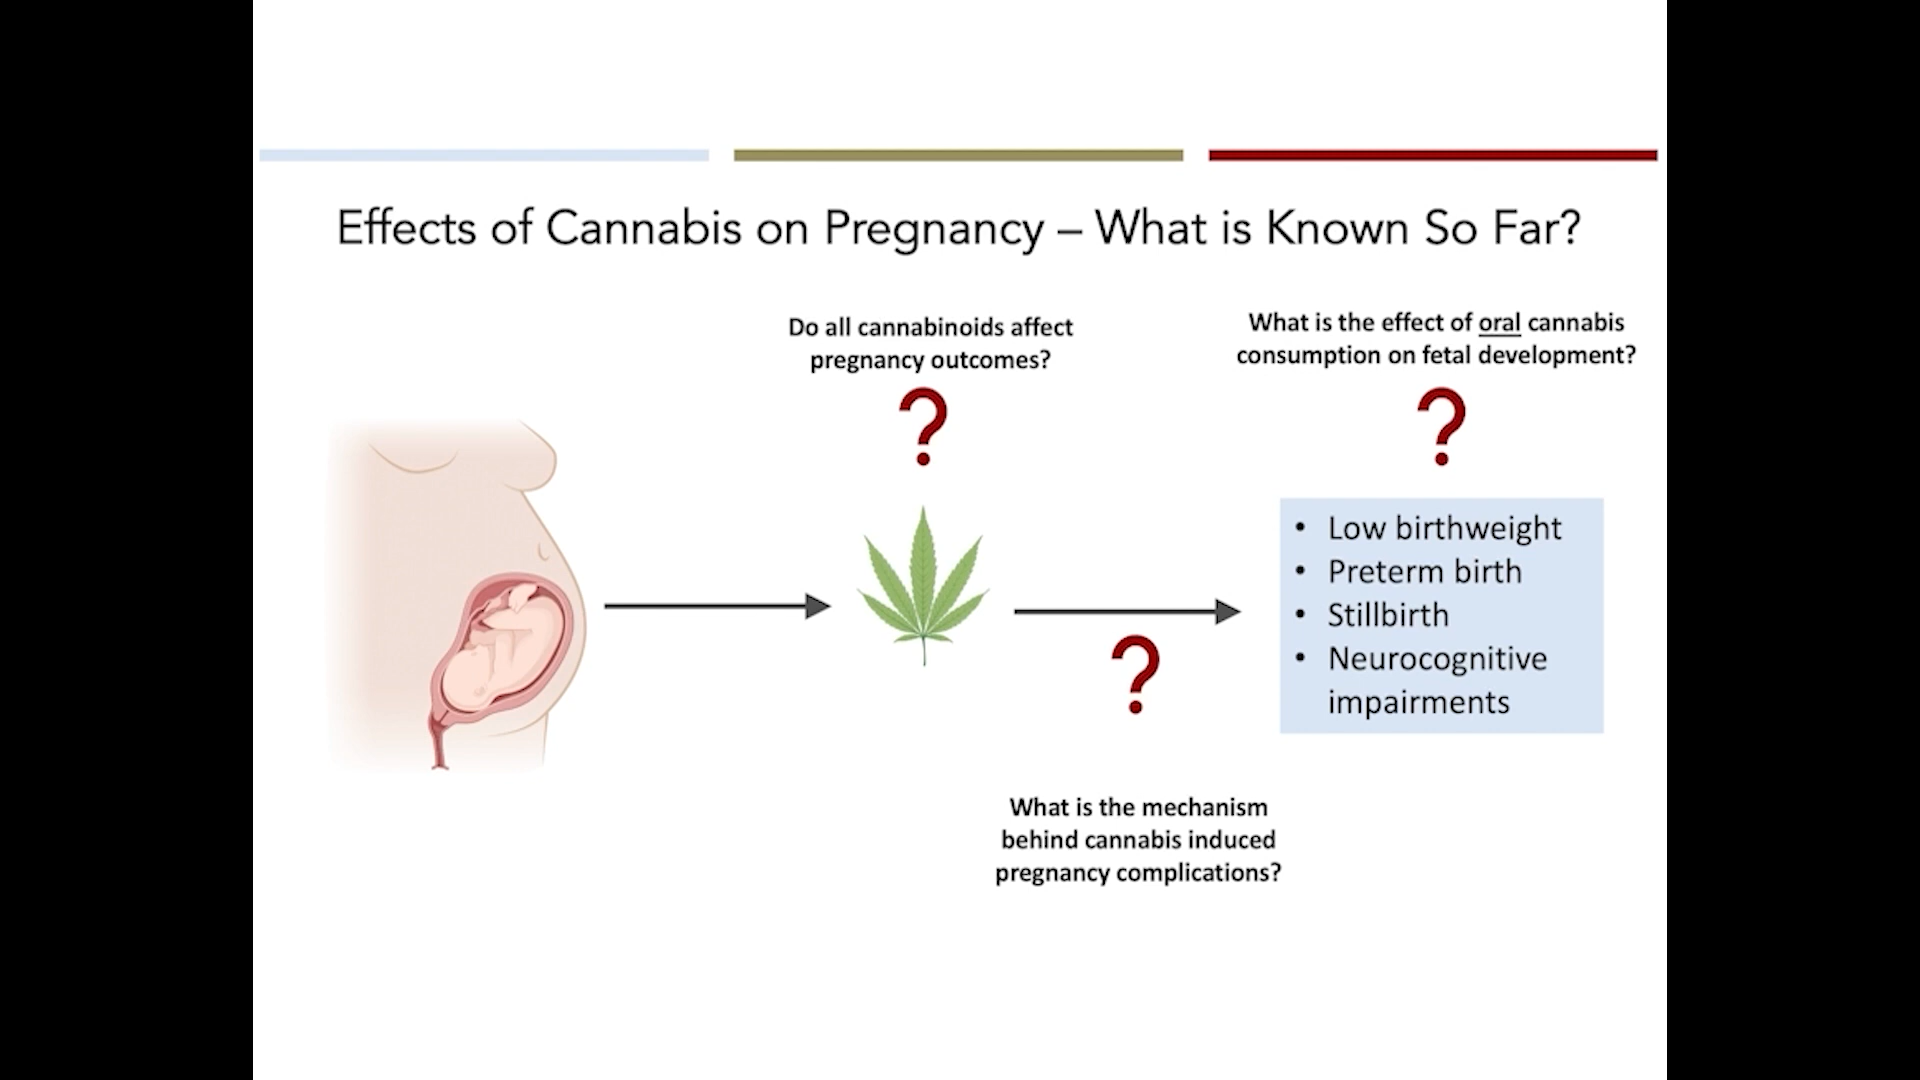 Effects of Cannabis on Pregnancy – What is Known So Far?
Do all cannabinoids affect
pregnancy outcomes?
?
What is the effect of oral cannabis
consumption on fetal development?
?
• Low birthweight
• Preterm birth
• Stillbirth
• Neurocognitive
impairments
?
What is the mechanism
behind cannabis induced
pregnancy complications?